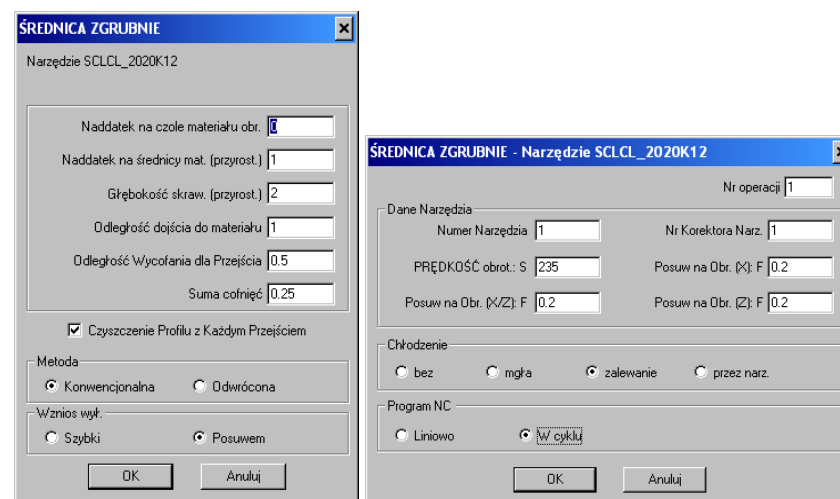 ŚREDNICA ZGRUBNIE
Narzędzie SCLCL_2020K12
Naddatek na czole materiału obr. 0
Naddatek na średnicy mat. (przyrost.) 1
Głębokość skraw. (przyrost.) 2
Odległość dojścia do materiału 1
Odległość Wycofania dla Przejścia 0.5
Suma cofnięć 0.25
Czyszczenie Profilu z Każdym Przejściem
Metoda
Konwencjonalna Odwrócona
Wznios wył.
Szybki Posuwem
OK Anuluj
ŚREDNICA ZGRUBNIE - Narzędzie SCLCL_2020K12
Nr operacji 1
Dane Narzędzia
Numer Narzędzia 1 Nr Korektora Narz. 1
PRĘDKOŚĆ obrot.: S 235 Posuw na Obr. (X): F 0.2
Posuw na Obr. (X/Z): F 0.2 Posuw na Obr. (Z): F 0.2
Chłodzenie
bez mgła zalewanie przez narz.
Program NC
Liniowo W cyklu
OK Anuluj